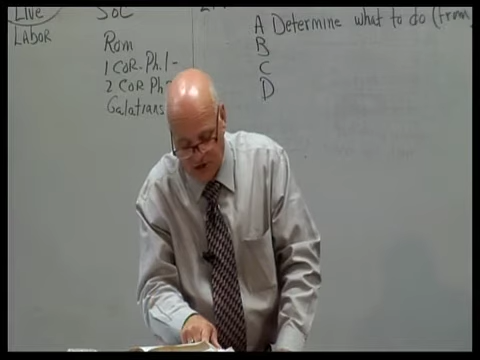 Live
LABOR
SoC
Rom
1 COR - Ph. 1 -
2 COR Ph
Galatians
A Determine what to do (From
B
C
D